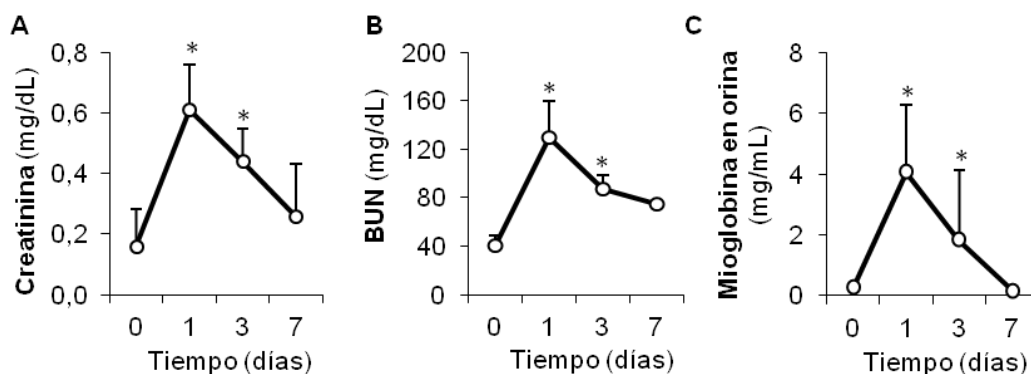 A
Creatinina (mg/dL)
0,8
0,6
0,4
0,2
0,0
*
*
0 1 3 7
Tiempo (días)
B
BUN (mg/dL)
200
160
120
80
40
0
*
*
0 1 3 7
Tiempo (días)
C
Mioglobina en orina
(mg/mL)
8
6
4
2
0
*
*
0 1 3 7
Tiempo (días)